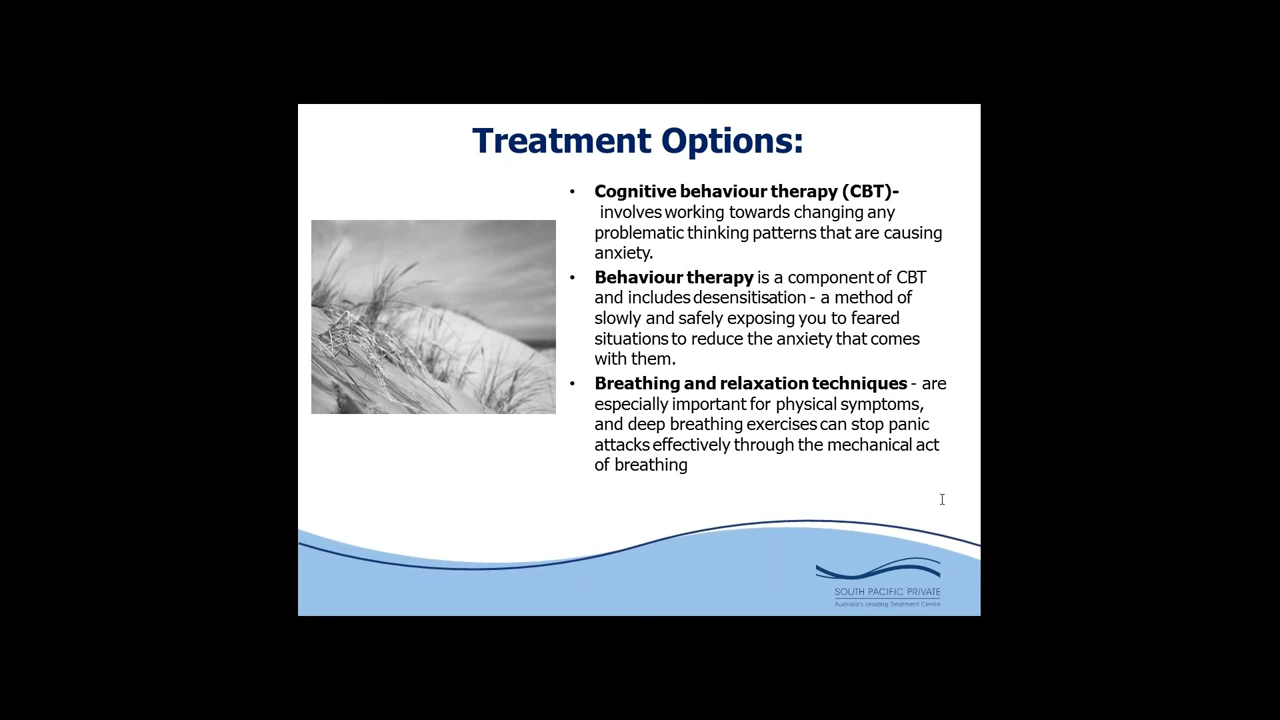 Treatment Options:
• Cognitive behaviour therapy (CBT)-
involves working towards changing any
problematic thinking patterns that are causing
anxiety.
• Behaviour therapy is a component of CBT
and includes desensitisation - a method of
slowly and safely exposing you to feared
situations to reduce the anxiety that comes
with them.
• Breathing and relaxation techniques - are
especially important for physical symptoms,
and deep breathing exercises can stop panic
attacks effectively through the mechanical act
of breathing
SOUTH PACIFIC PRIVATE
Australia's Leading Treatment Centre